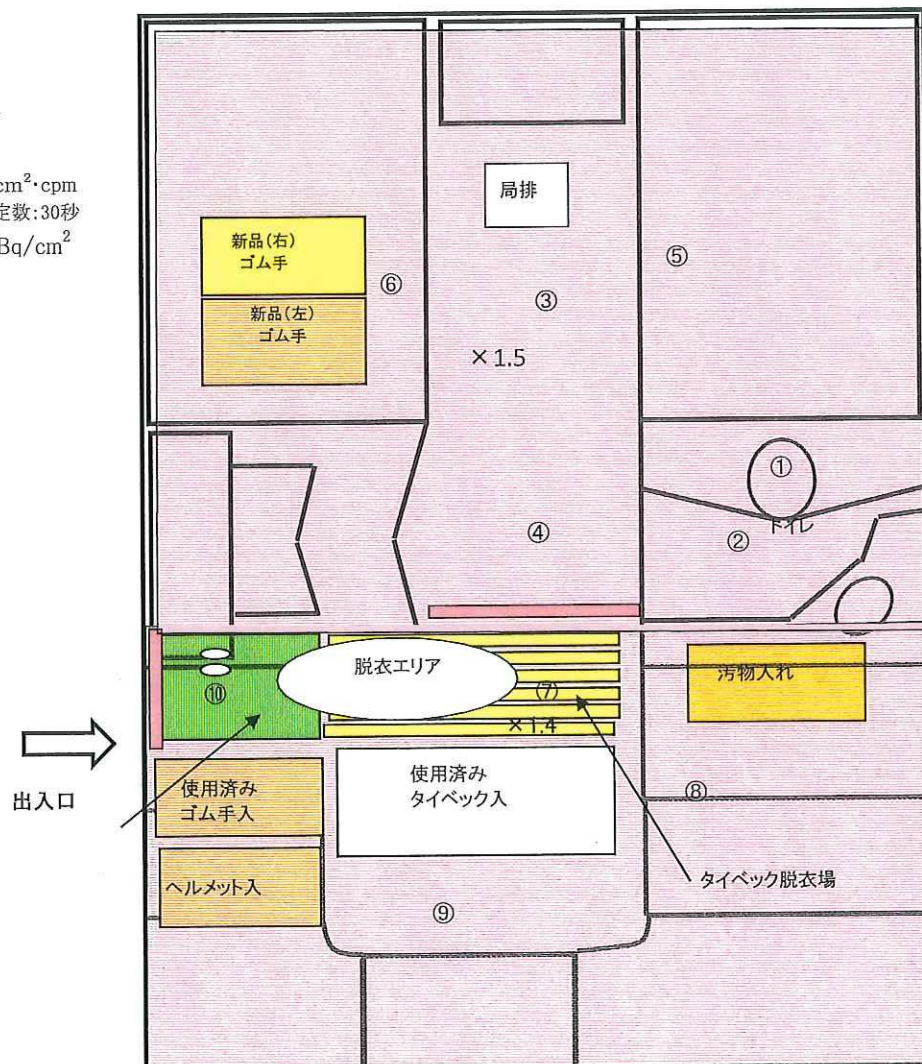 cm²・cpm
定数:30秒
Bq/cm²
局排
新品(右)
ゴム手
新品(左)
ゴム手
⑥
③
⑤
×1.5
①
トイレ
④
②
脱衣エリア
⑩
⑦
×1.4
汚物入れ
出入口
使用済み
ゴム手入
使用済み
タイベック入
⑧
ヘルメット入
⑨
タイベック脱衣場